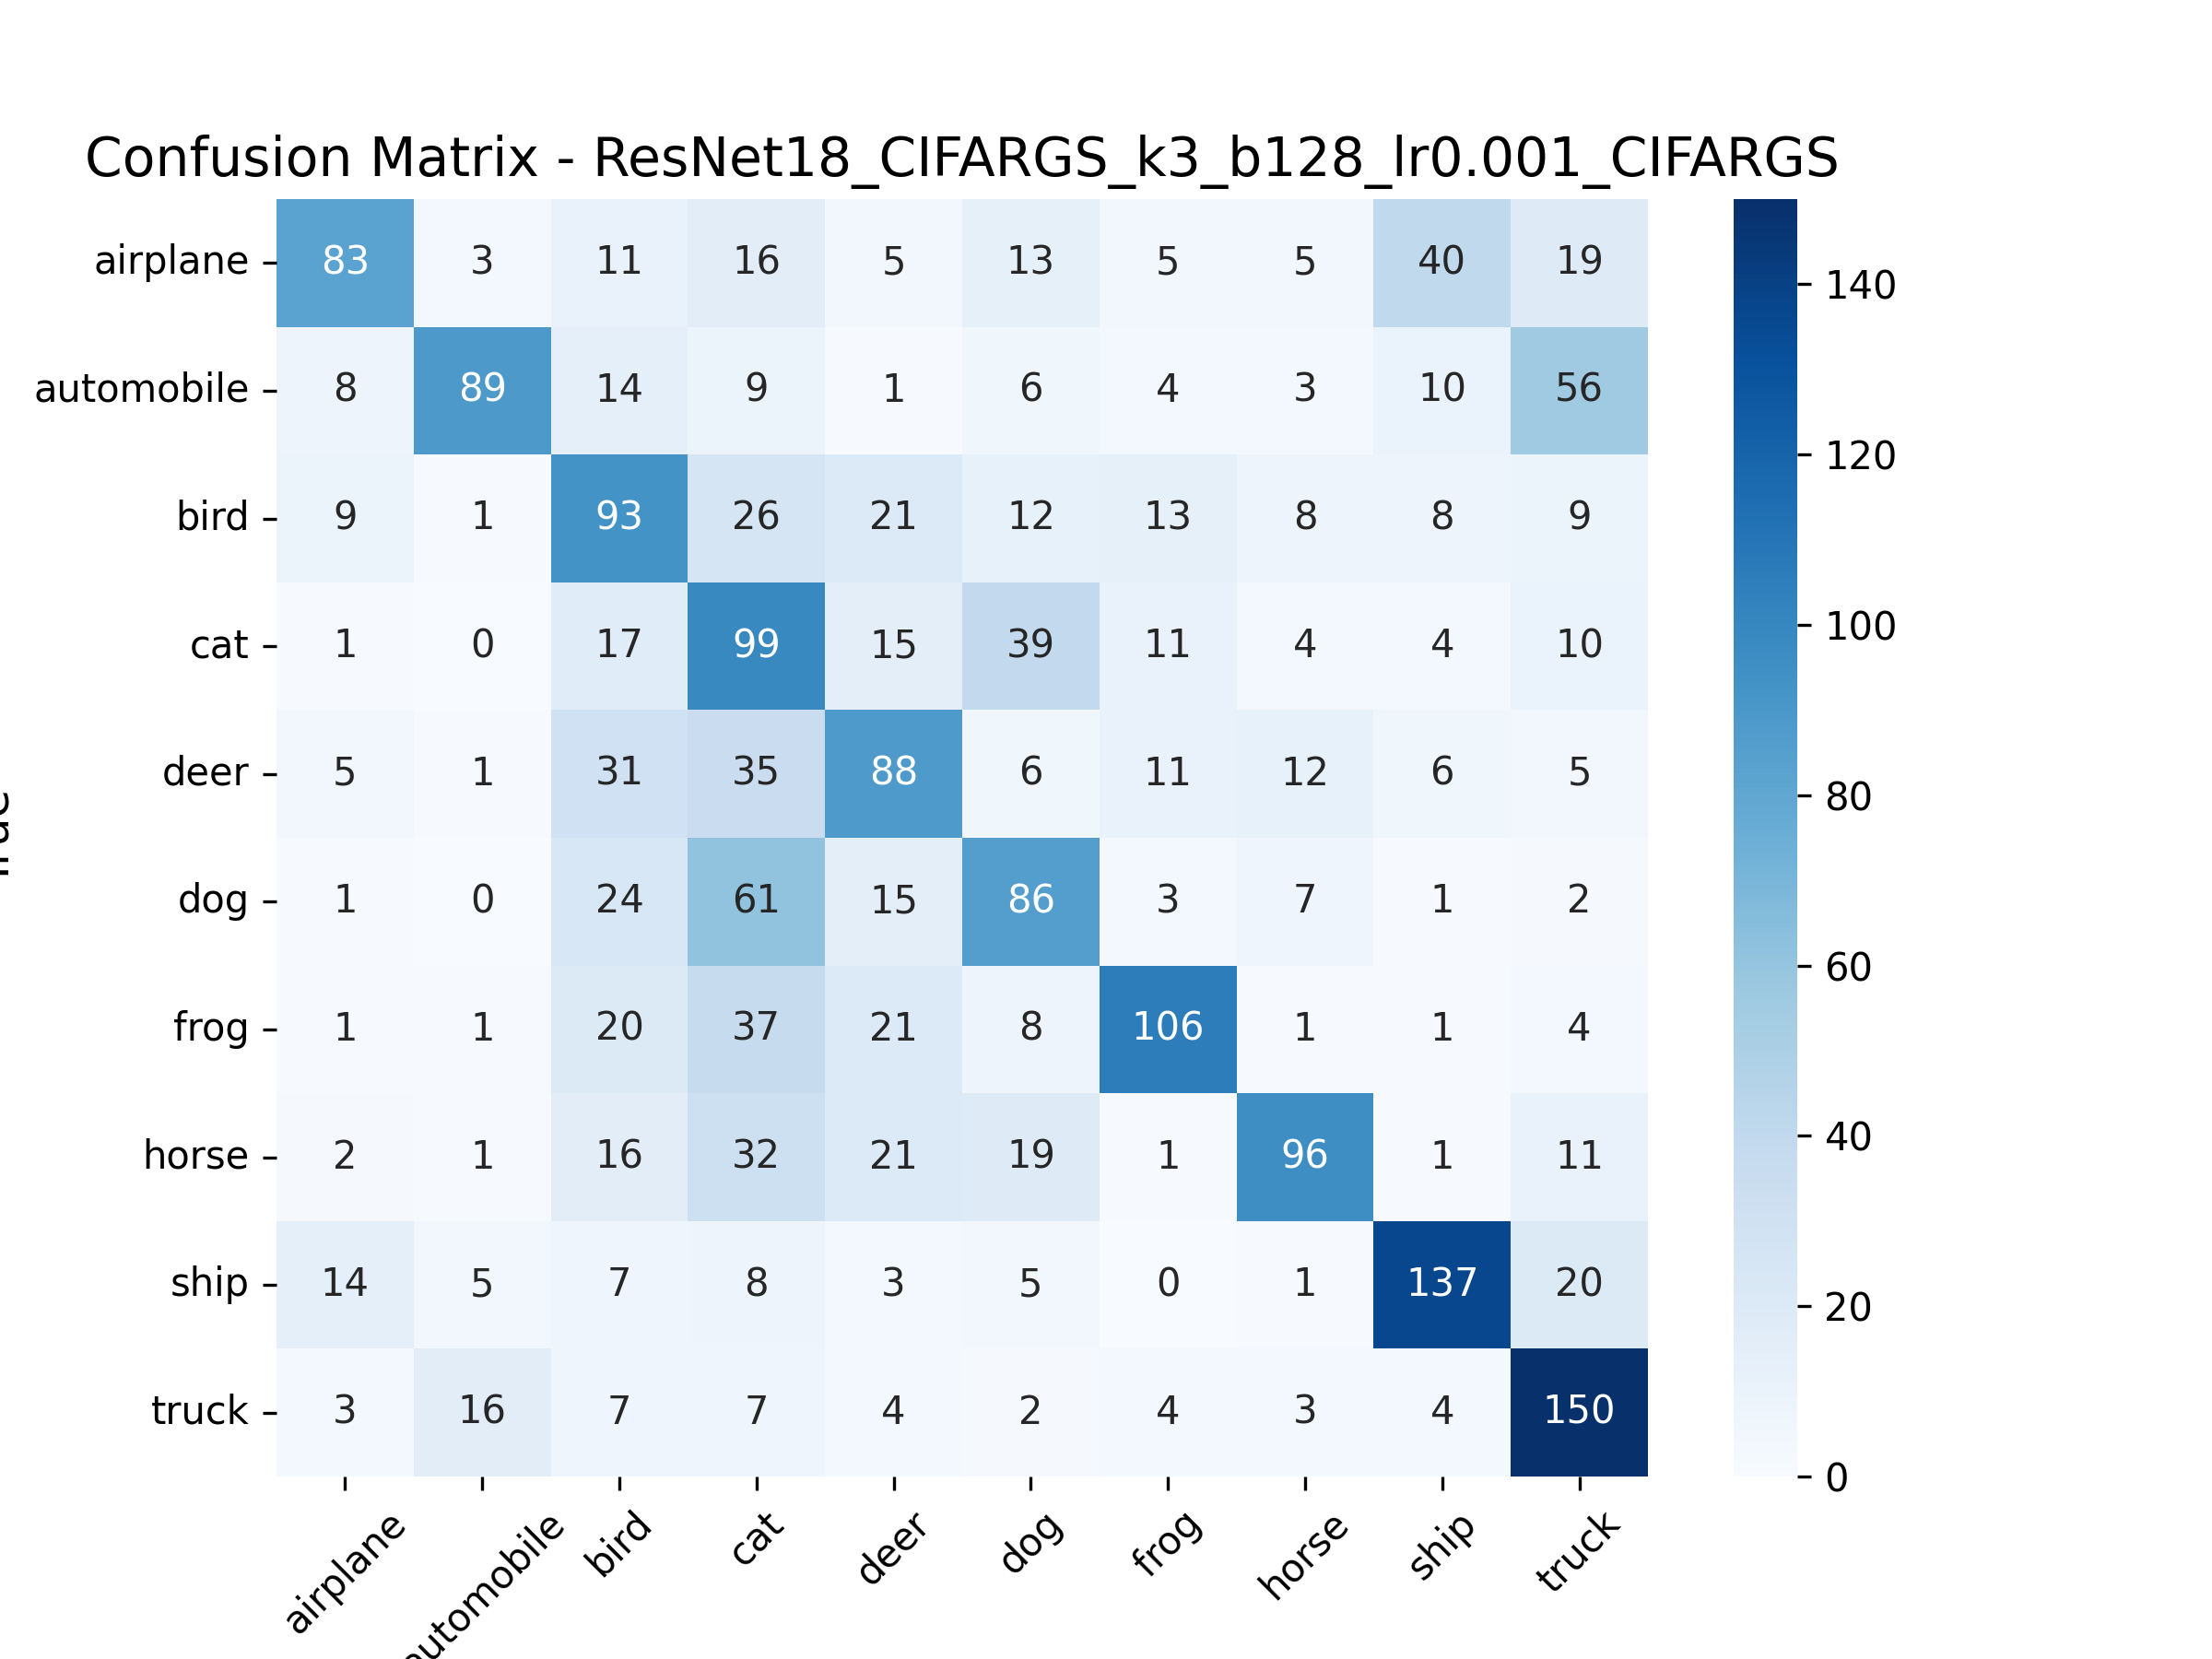 Confusion Matrix - ResNet18_CIFARGS_k3_b128_lr0.001_CIFARGS
airplane 83 3 11 16 5 13 5 5 40 19
automobile 8 89 14 9 1 6 4 3 10 56
bird 9 1 93 26 21 12 13 8 8 9
cat 1 0 17 99 15 39 11 4 4 10
deer 5 1 31 35 88 6 11 12 6 5
dog 1 0 24 61 15 86 3 7 1 2
frog 1 1 20 37 21 8 106 1 1 4
horse 2 1 16 32 21 19 1 96 1 11
ship 14 5 7 8 3 5 0 1 137 20
truck 3 16 7 7 4 2 4 3 4 150
airplane automobile bird cat deer dog frog horse ship truck
140
120
100
80
60
40
20
0